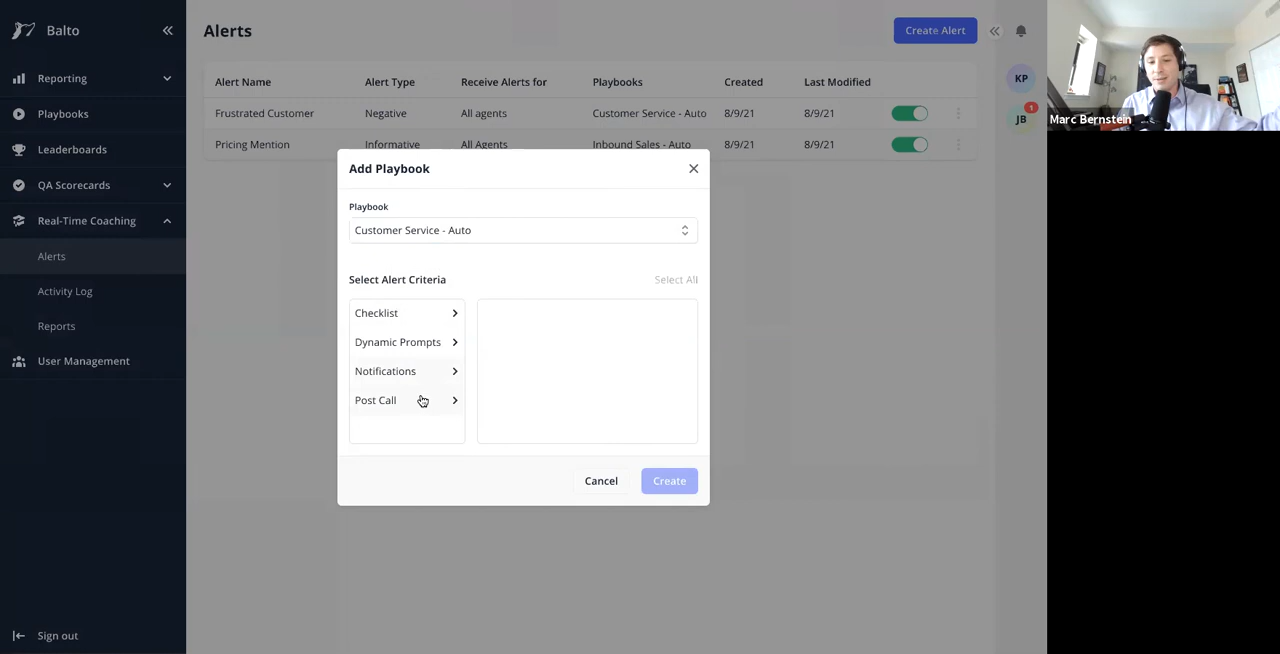 Balto
Reporting
Playbooks
Leaderboards
QA Scorecards
Real-Time Coaching
Alerts
Activity Log
Reports
User Management
Sign out
Alerts
Create Alert
Alert Name Alert Type Receive Alerts for Playbooks Created Last Modified
Frustrated Customer Negative All agents Customer Service - Auto 8/9/21 8/9/21
Pricing Mention Informative All Agents Inbound Sales - Auto 8/9/21 8/9/21
Add Playbook
Playbook
Customer Service - Auto
Select Alert Criteria Select All
Checklist
Dynamic Prompts
Notifications
Post Call
Cancel Create
KP
1
JB
Marc Bernstein